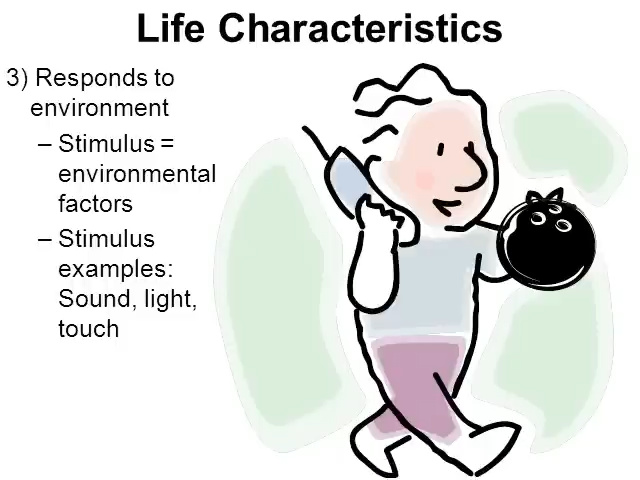 Life Characteristics
3) Responds to
environment
– Stimulus =
environmental
factors
– Stimulus
examples:
Sound, light,
touch